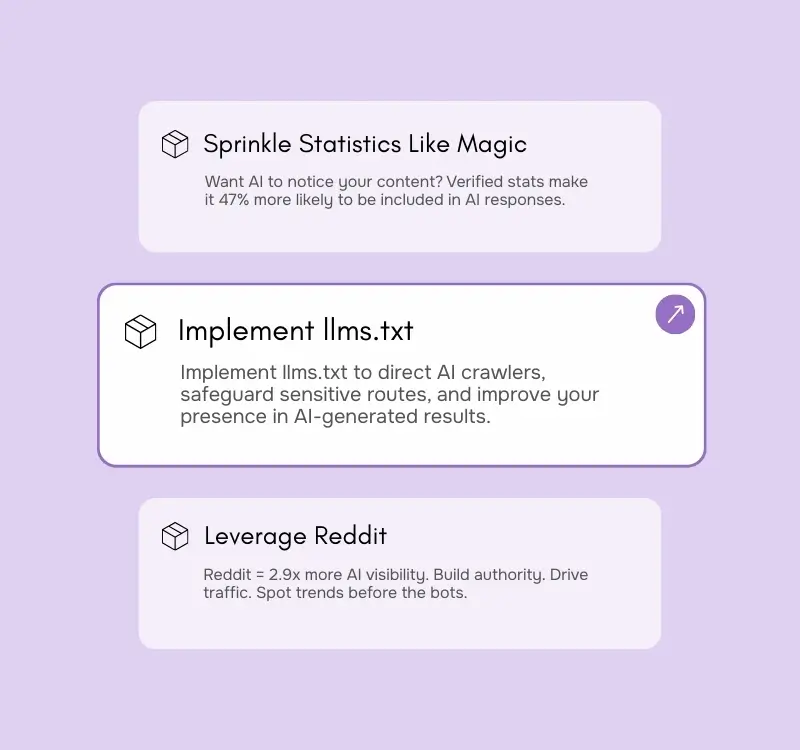 Sprinkle Statistics Like Magic
Want AI to notice your content? Verified stats make
it 47% more likely to be included in AI responses.
Implement llms.txt
Implement llms.txt to direct AI crawlers,
safeguard sensitive routes, and improve your
presence in AI-generated results.
Leverage Reddit
Reddit = 2.9x more AI visibility. Build authority. Drive
traffic. Spot trends before the bots.